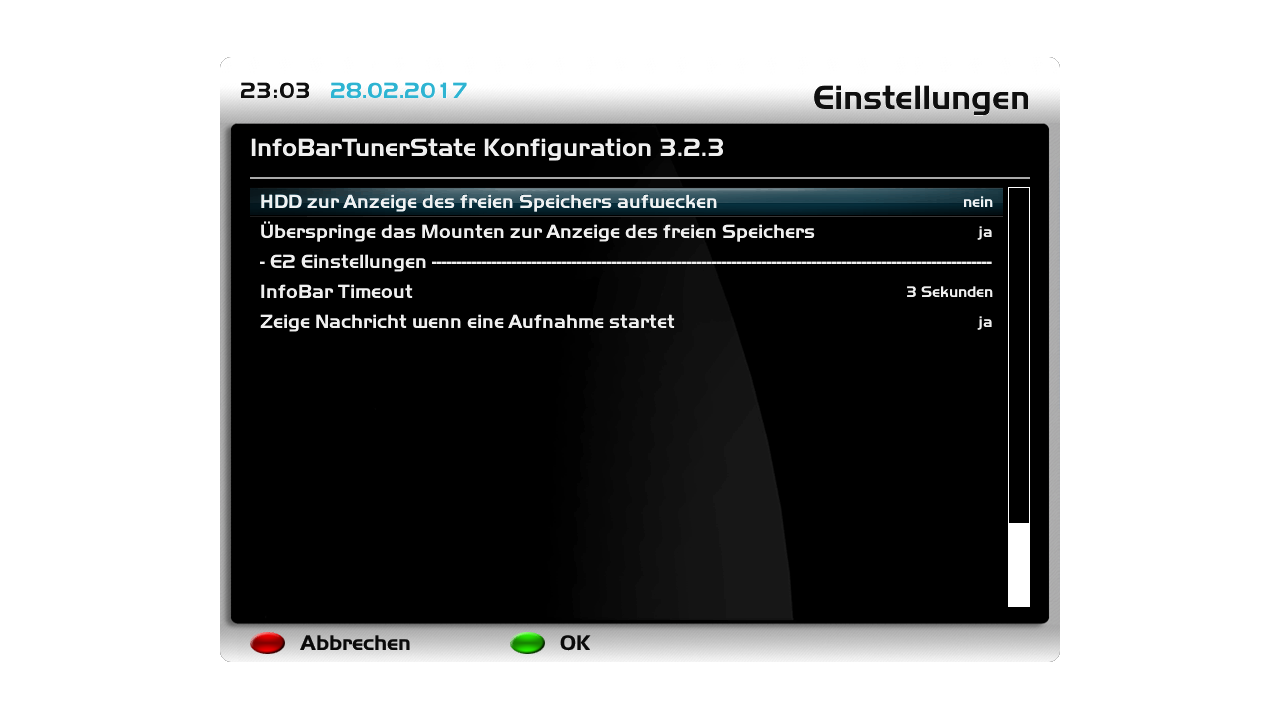 23:03 28.02.2017 Einstellungen
InfoBarTunerState Konfiguration 3.2.3
HDD zur Anzeige des freien Speichers aufwecken nein
Überspringe das Mounten zur Anzeige des freien Speichers ja
- E2 Einstellungen ----------------------------------------------------------------------------------------------------
InfoBar Timeout 3 Sekunden
Zeige Nachricht wenn eine Aufnahme startet ja
Abbrechen OK